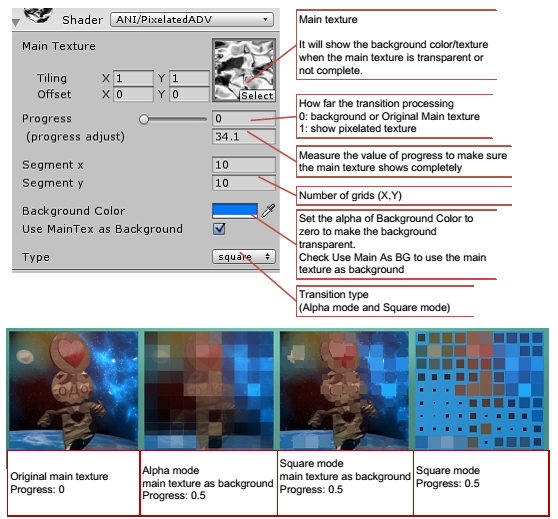 Shader ANI/PixelatedADV
Main Texture
Tiling X 1 Y 1
Offset X 0 Y 0
Select
Progress 0
(progress adjust) 34.1
Segment x 10
Segment y 10
Background Color
Use MainTex as Background
Type square
Main texture
It will show the background color/texture
when the main texture is transparent or
not complete.
How far the transition processing
0: background or Original Main texture
1: show pixelated texture
Measure the value of progress to make sure
the main texture shows completely
Number of grids (X,Y)
Set the alpha of Background Color to
zero to make the background
transparent.
Check Use Main As BG to use the main
texture as background
Transition type
(Alpha mode and Square mode)
Original main texture
Progress: 0
Alpha mode
main texture as background
Progress: 0.5
Square mode
main texture as background
Progress: 0.5
Square mode
Progress: 0.5